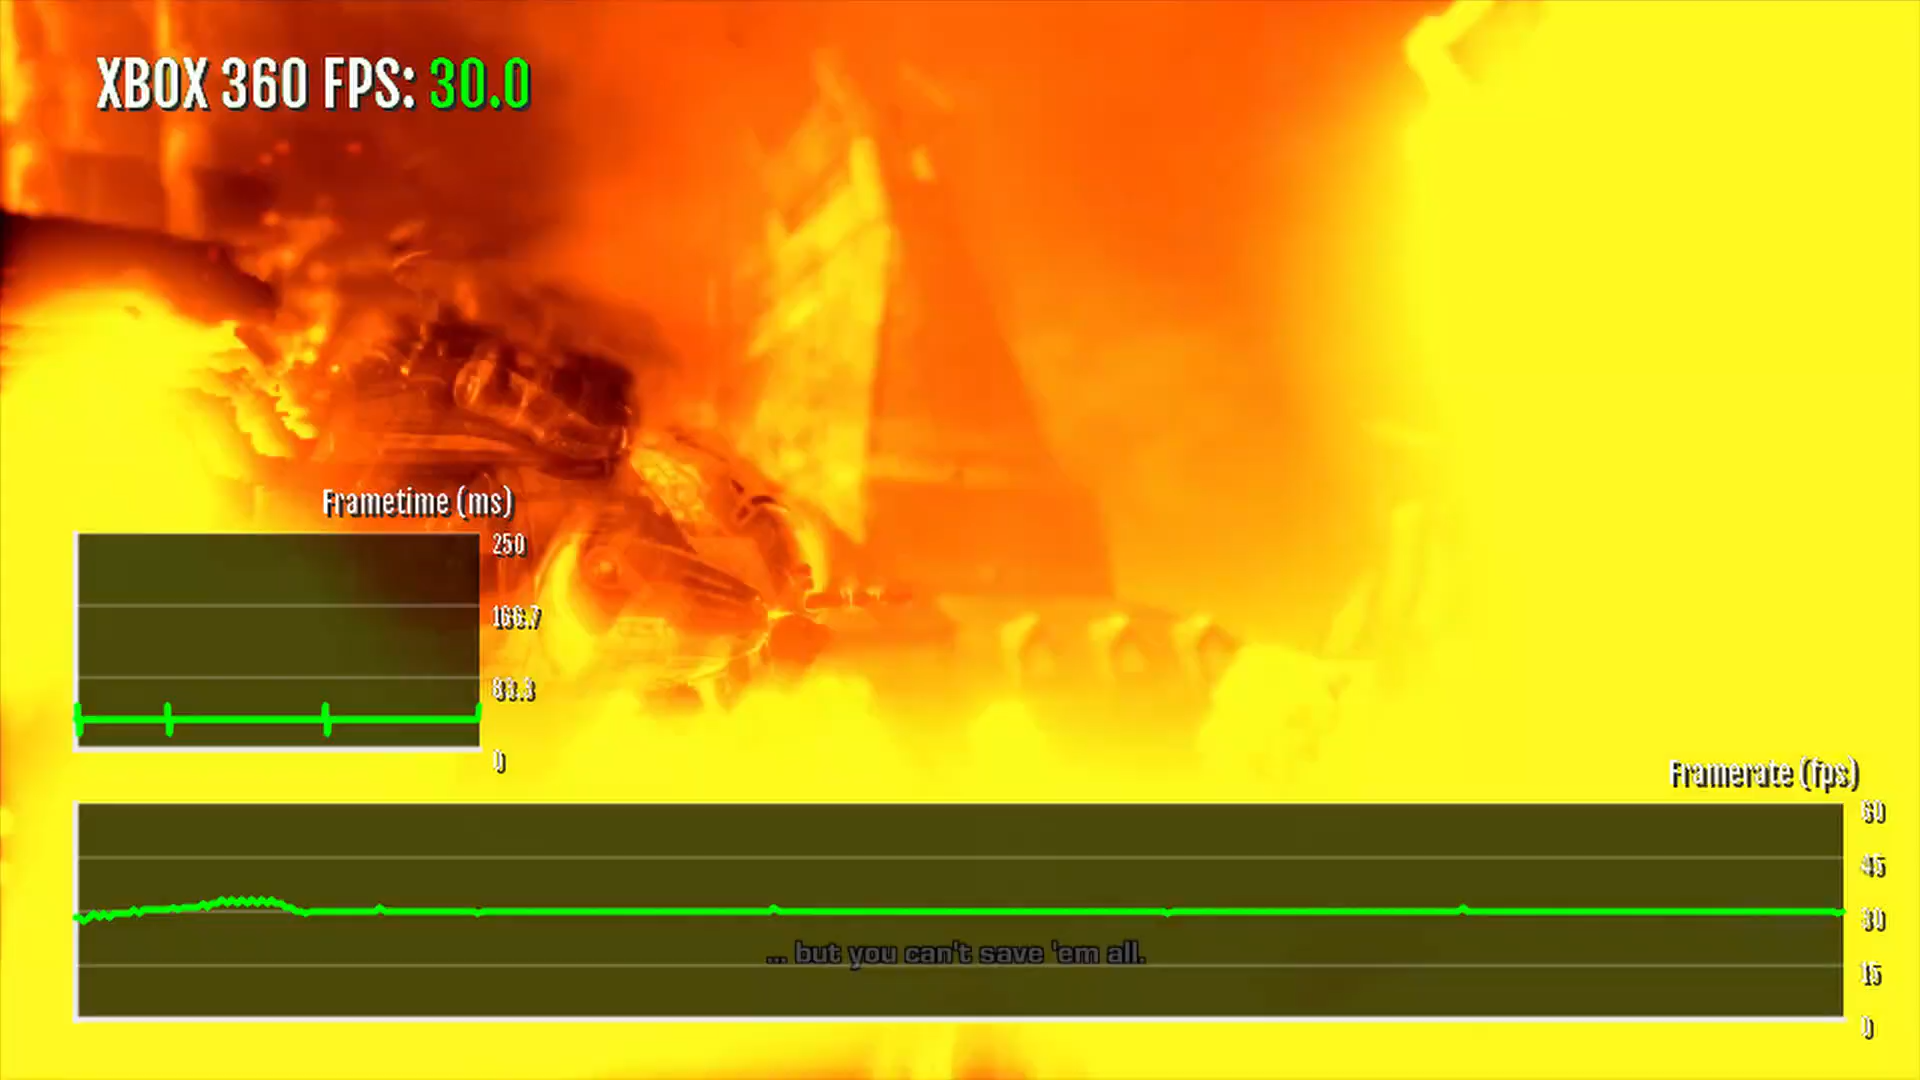 XBOX 360 FPS: 30.0
Frametime (ms)
250
166.7
83.3
0
Framerate (fps)
60
45
30
15
0
... but you can't save 'em all.